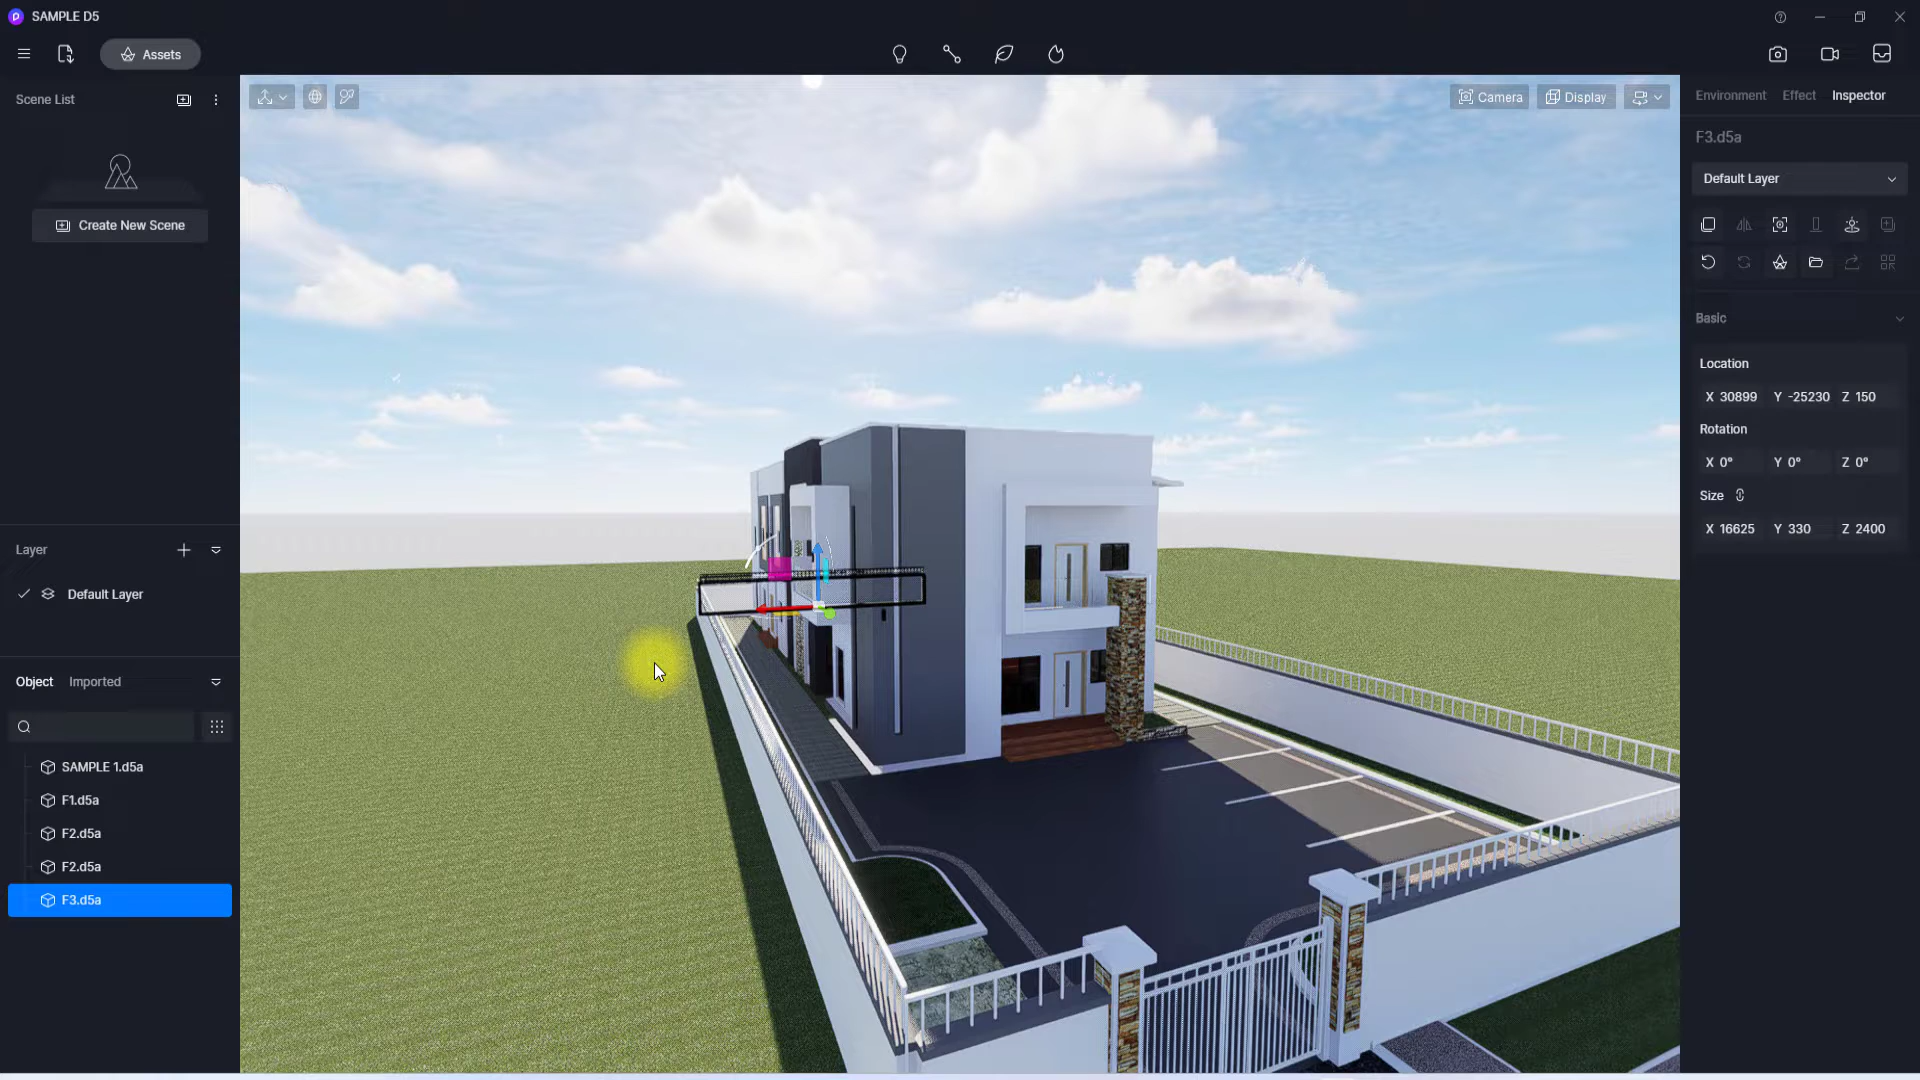 SAMPLE D5
Assets
Scene List
Create New Scene
Layer
Default Layer
Object Imported
SAMPLE 1.d5a
F1.d5a
F2.d5a
F2.d5a
F3.d5a
Camera Display
Environment Effect Inspector
F3.d5a
Default Layer
Basic
Location
X 30899 Y -25230 Z 150
Rotation
X 0° Y 0° Z 0°
Size
X 16625 Y 330 Z 2400